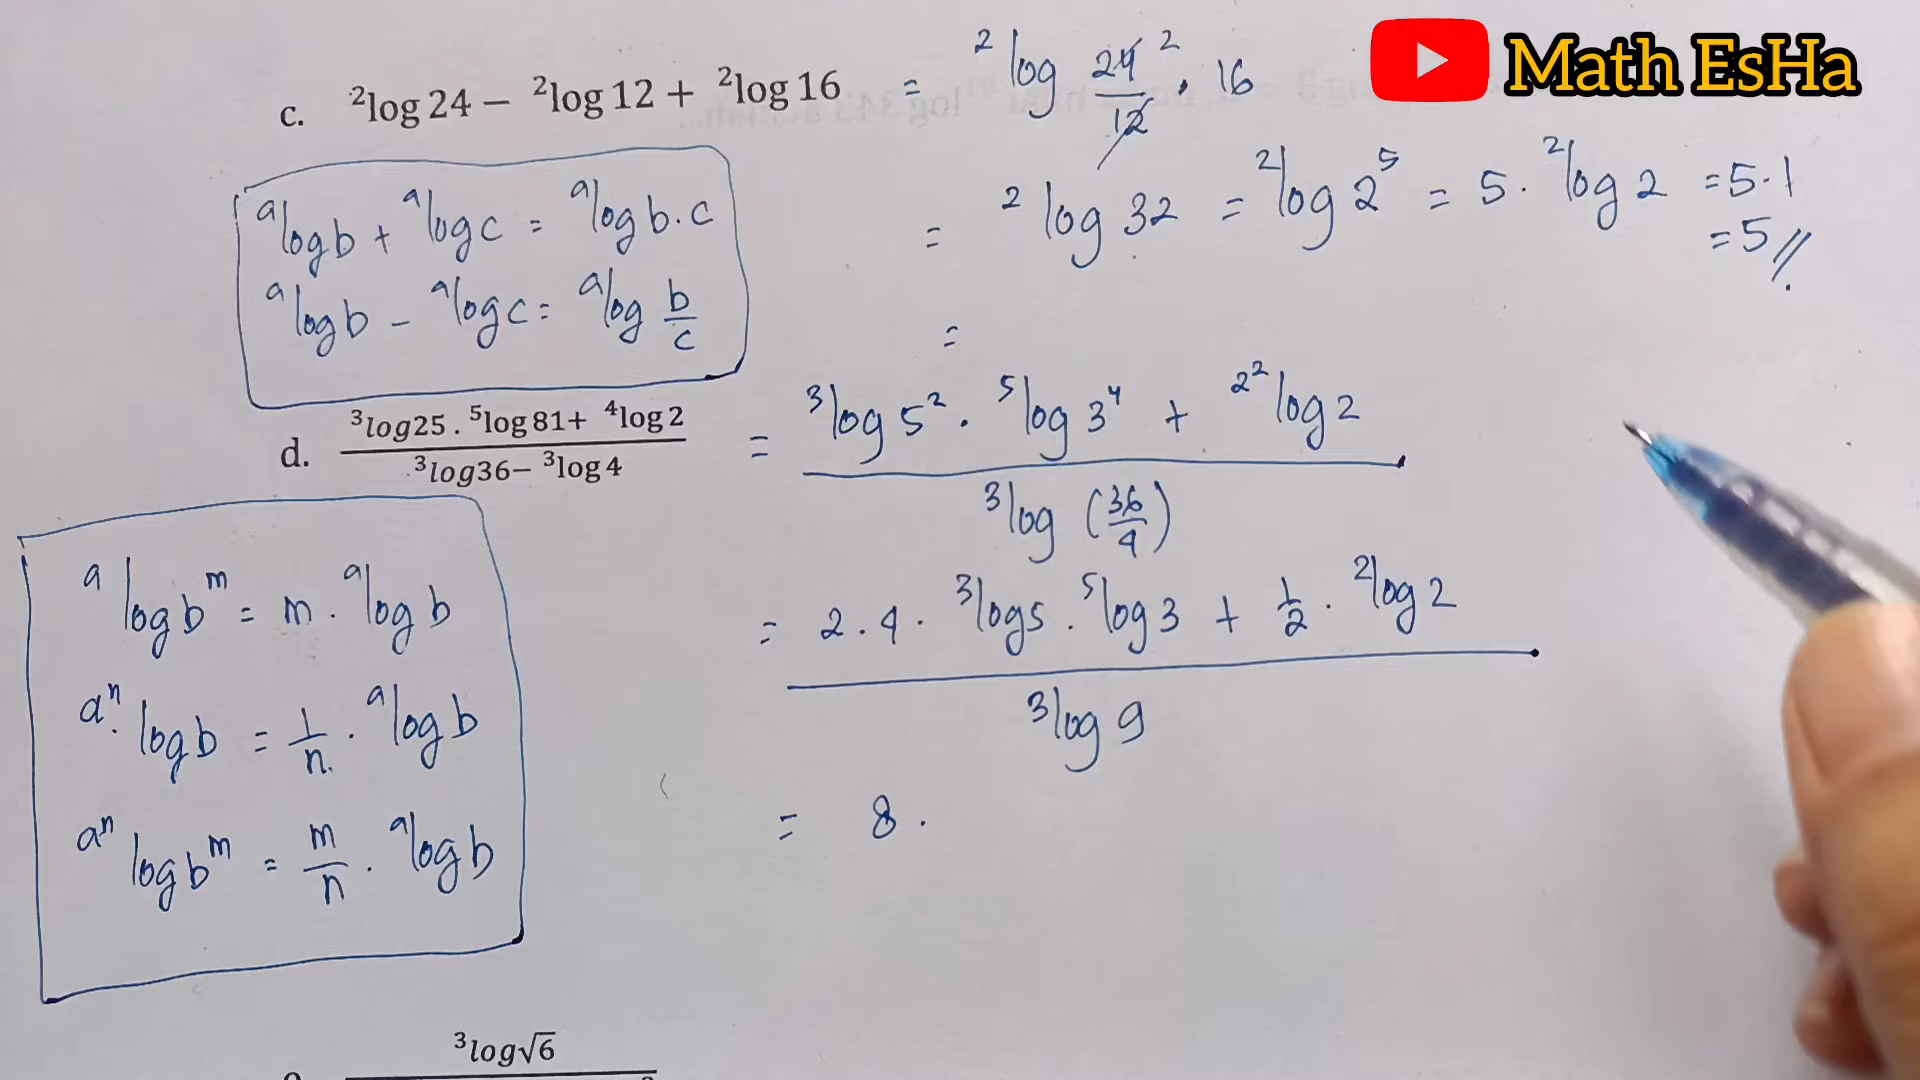 Math EsHa
c. ²log 24 − ²log 12 + ²log 16 = ²log 24/12 ² · 16
= ²log 32 = ²log 2⁵ = 5 · ²log 2 = 5 · 1
= 5 //
ᵃlog b + ᵃlog c = ᵃlog b · c
ᵃlog b − ᵃlog c = ᵃlog b/c
=
d. (³log25 . ⁵log 81 + ⁴log 2)/(³log36 − ³log 4) = (³log 5² · ⁵log 3⁴ + 2²log 2)/(³log (36/4))
= (2 . 4 . ³log 5 . ⁵log 3 + 1/2 · ²log 2)/(³log 9)
= 8 .
ᵃlog bᵐ = m . ᵃlog b
aⁿlog b = 1/n . ᵃlog b
aⁿlog bᵐ = m/n . ᵃlog b
³log√6